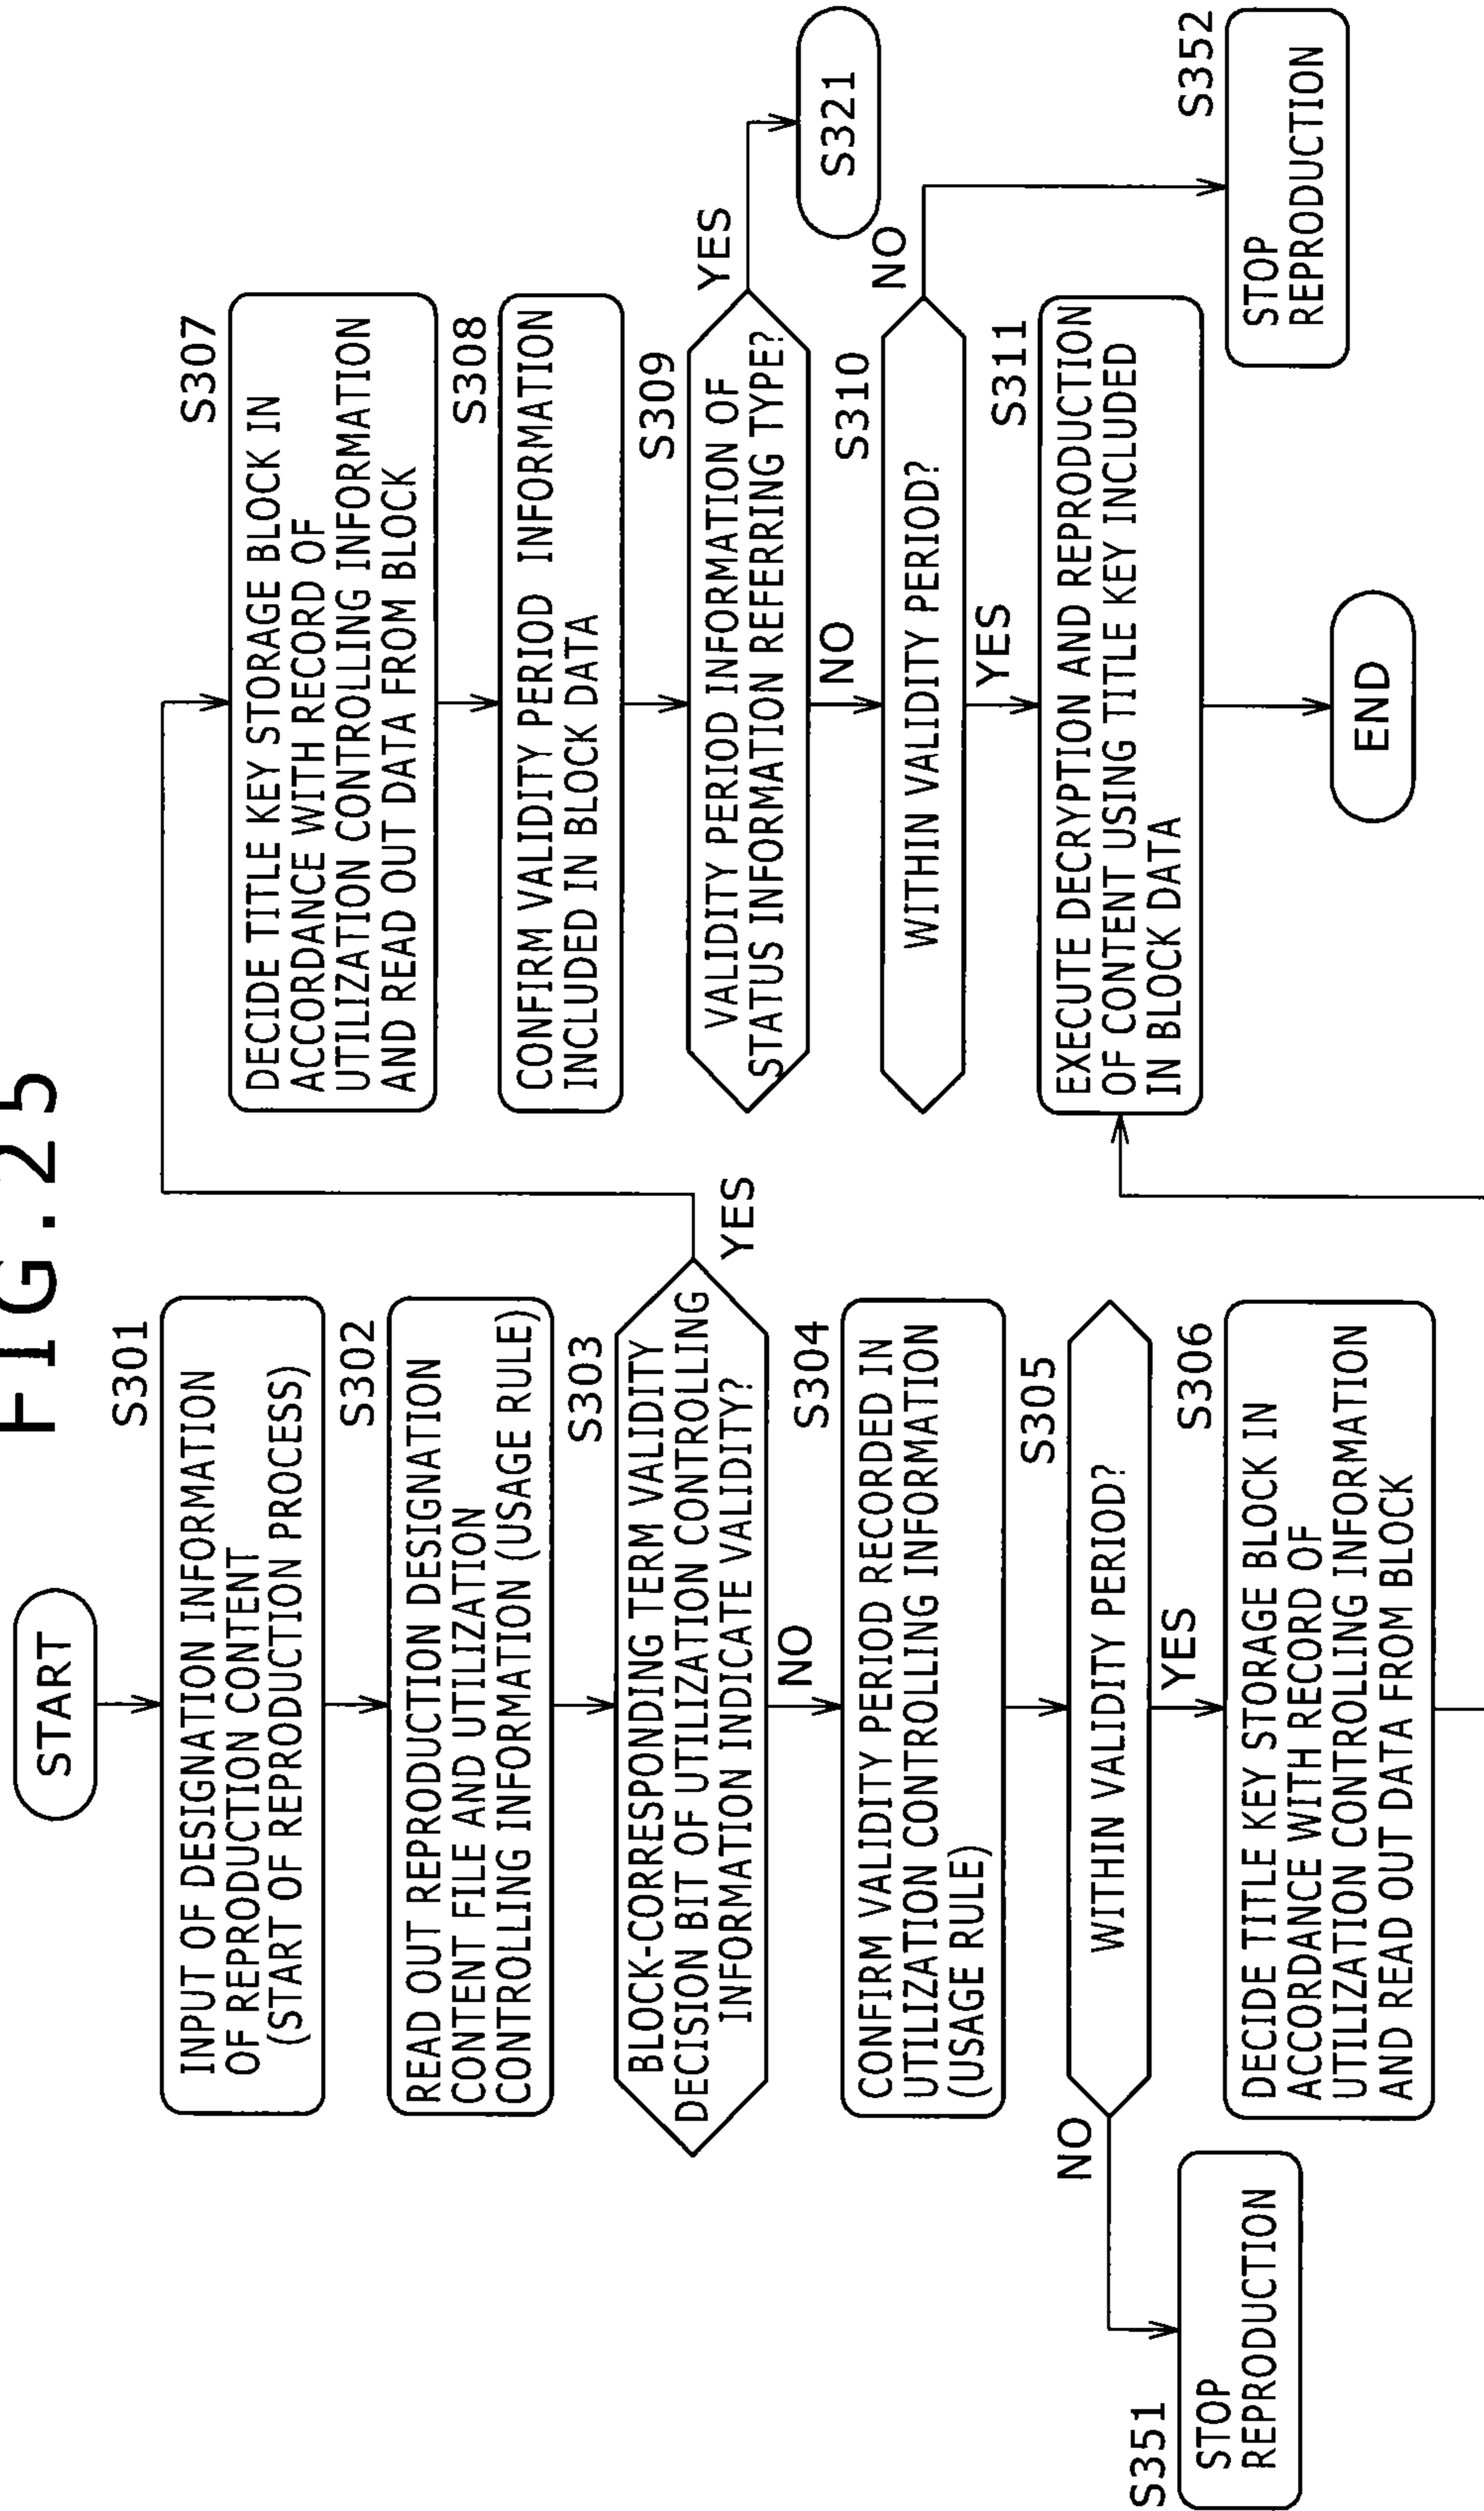 FIG.25
START
S301
INPUT OF DESIGNATION INFORMATION
OF REPRODUCTION CONTENT
(START OF REPRODUCTION PROCESS)
S302
READ OUT REPRODUCTION DESIGNATION
CONTENT FILE AND UTILIZATION
CONTROLLING INFORMATION (USAGE RULE)
S303
BLOCK-CORRESPONDING TERM VALIDITY
DECISION BIT OF UTILIZATION CONTROLLING
INFORMATION INDICATE VALIDITY?
YES
NO
S304
CONFIRM VALIDITY PERIOD RECORDED IN
UTILIZATION CONTROLLING INFORMATION
(USAGE RULE)
S305
WITHIN VALIDITY PERIOD?
NO
YES
S351
STOP
REPRODUCTION
S306
DECIDE TITLE KEY STORAGE BLOCK IN
ACCORDANCE WITH RECORD OF
UTILIZATION CONTROLLING INFORMATION
AND READ OUT DATA FROM BLOCK
S307
DECIDE TITLE KEY STORAGE BLOCK IN
ACCORDANCE WITH RECORD OF
UTILIZATION CONTROLLING INFORMATION
AND READ OUT DATA FROM BLOCK
S308
CONFIRM VALIDITY PERIOD INFORMATION
INCLUDED IN BLOCK DATA
S309
VALIDITY PERIOD INFORMATION OF
STATUS INFORMATION REFERRING TYPE?
YES
S321
NO
S310
WITHIN VALIDITY PERIOD?
NO
YES
S352
STOP
REPRODUCTION
S311
EXECUTE DECRYPTION AND REPRODUCTION
OF CONTENT USING TITLE KEY INCLUDED
IN BLOCK DATA
END